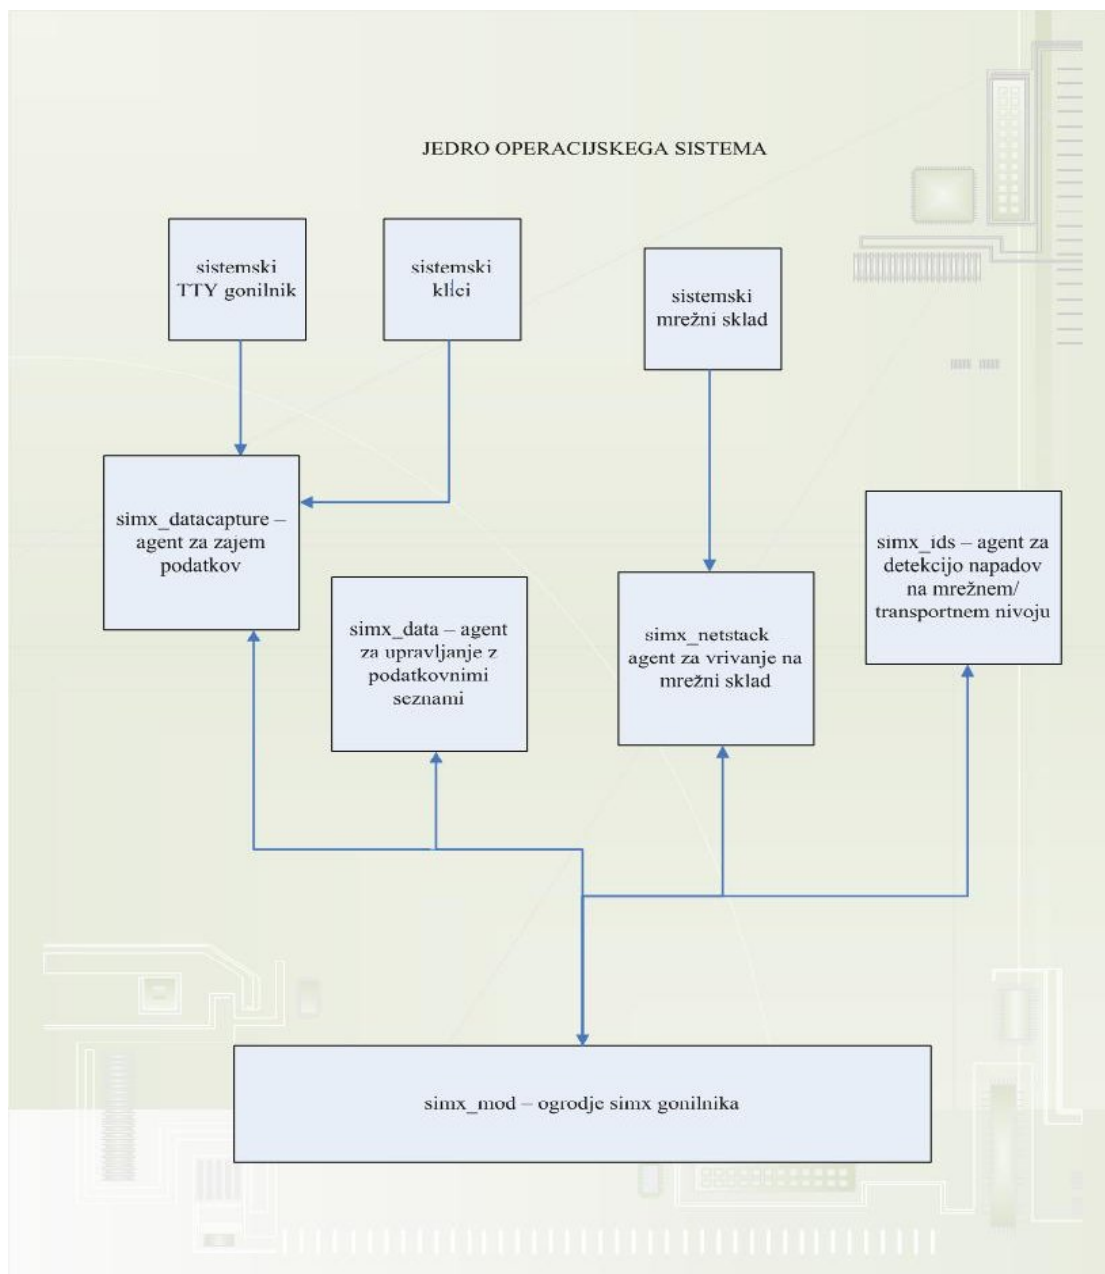 JEDRO OPERACIJSKEGA SISTEMA
sistemski
TTY gonilnik
sistemski
klici
sistemski
mrežni sklad
simx_datacapture –
agent za zajem
podatkov
simx_data – agent
za upravljanje z
podatkovnimi
seznami
simx_netstack
agent za vrivanje na
mrežni sklad
simx_ids – agent za
detekcijo napadov
na mrežnem/
transportnem nivoju
simx_mod – ogrodje simx gonilnika